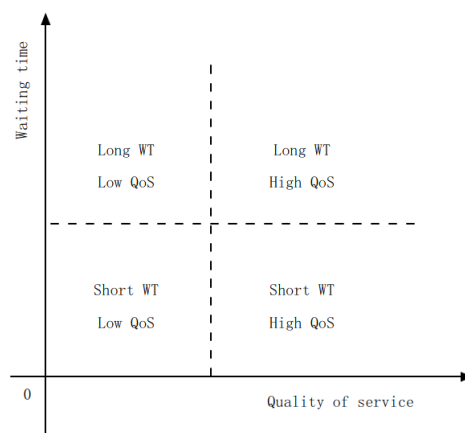 Waiting time
Long WT
Low QoS
Long WT
High QoS
Short WT
Low QoS
Short WT
High QoS
0
Quality of service